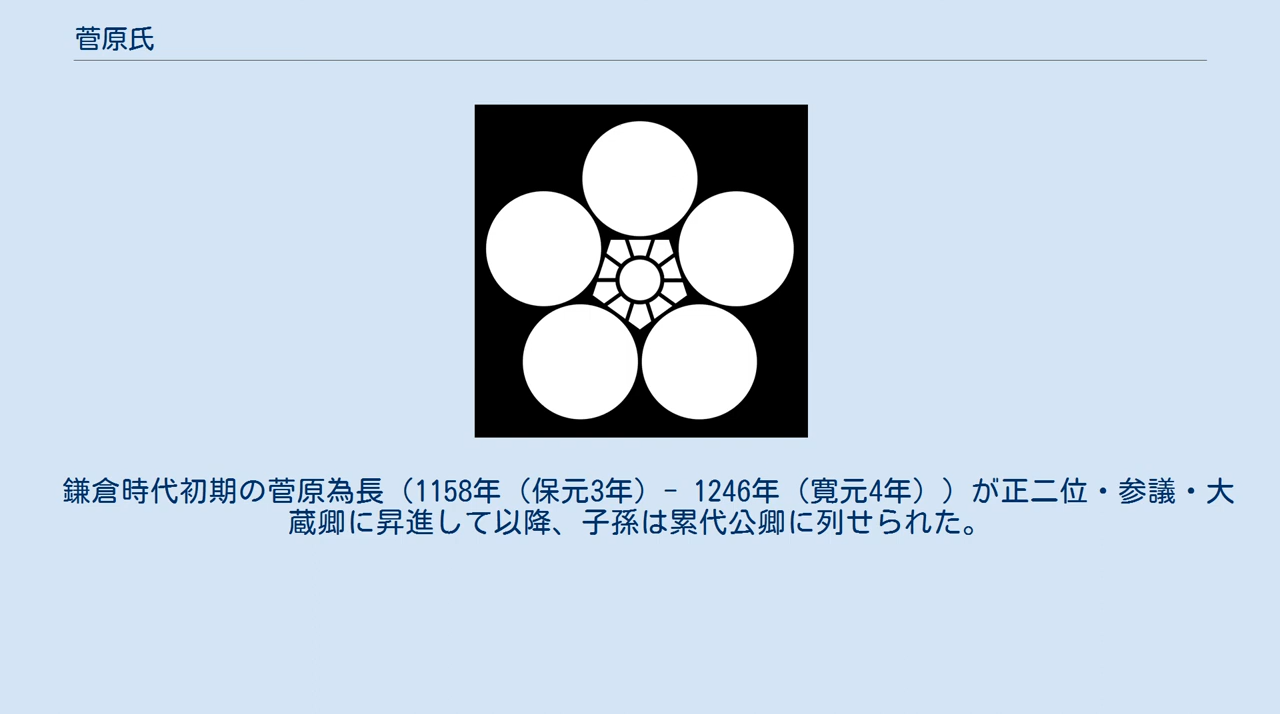 菅原氏
鎌倉時代初期の菅原為長（1158年（保元3年）- 1246年（寛元4年））が正二位・参議・大
蔵卿に昇進して以降、子孫は累代公卿に列せられた。